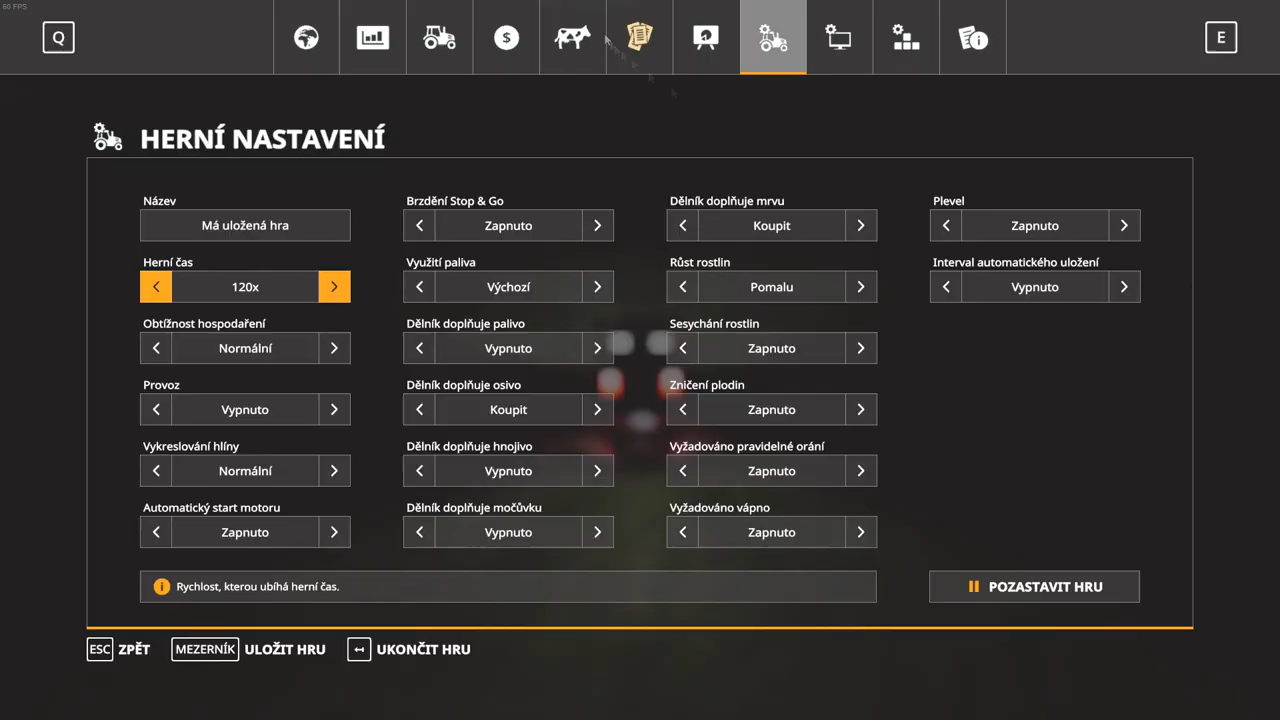 60 FPS
Q
E
HERNÍ NASTAVENÍ
Název
Má uložená hra
Herní čas
120x
Obtížnost hospodaření
Normální
Provoz
Vypnuto
Vykreslování hlíny
Normální
Automatický start motoru
Zapnuto
Brzdění Stop & Go
Zapnuto
Využití paliva
Výchozí
Dělník doplňuje palivo
Vypnuto
Dělník doplňuje osivo
Koupit
Dělník doplňuje hnojivo
Vypnuto
Dělník doplňuje močůvku
Vypnuto
Dělník doplňuje mrvu
Koupit
Růst rostlin
Pomalu
Sesychání rostlin
Zapnuto
Zničení plodin
Zapnuto
Vyžadováno pravidelné orání
Zapnuto
Vyžadováno vápno
Zapnuto
Plevel
Zapnuto
Interval automatického uložení
Vypnuto
Rychlost, kterou ubíhá herní čas.
POZASTAVIT HRU
ESC ZPĚT MEZERNÍK ULOŽIT HRU ↔ UKONČIT HRU